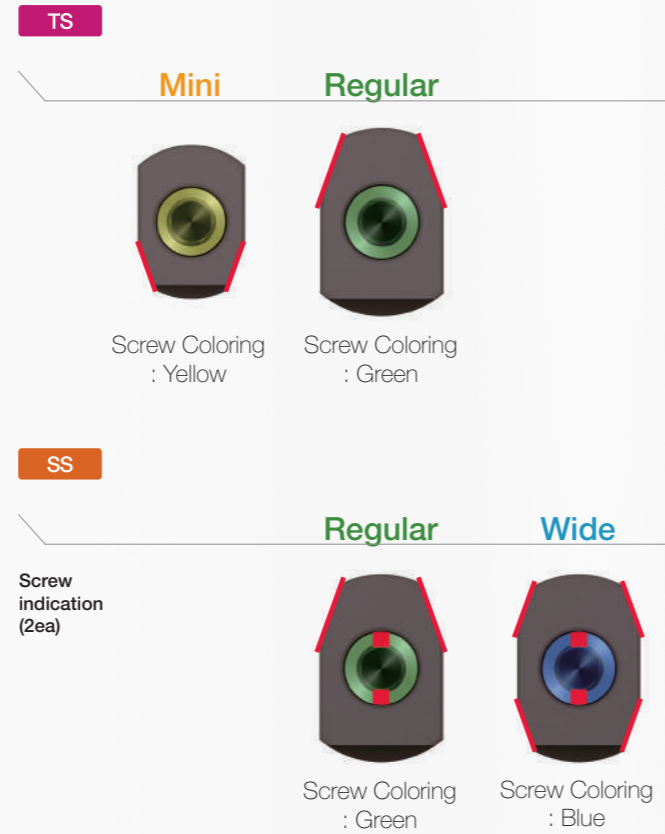 TS
Mini Regular
Screw Coloring
: Yellow
Screw Coloring
: Green
SS
Regular Wide
Screw
indication
(2ea)
Screw Coloring
: Green
Screw Coloring
: Blue